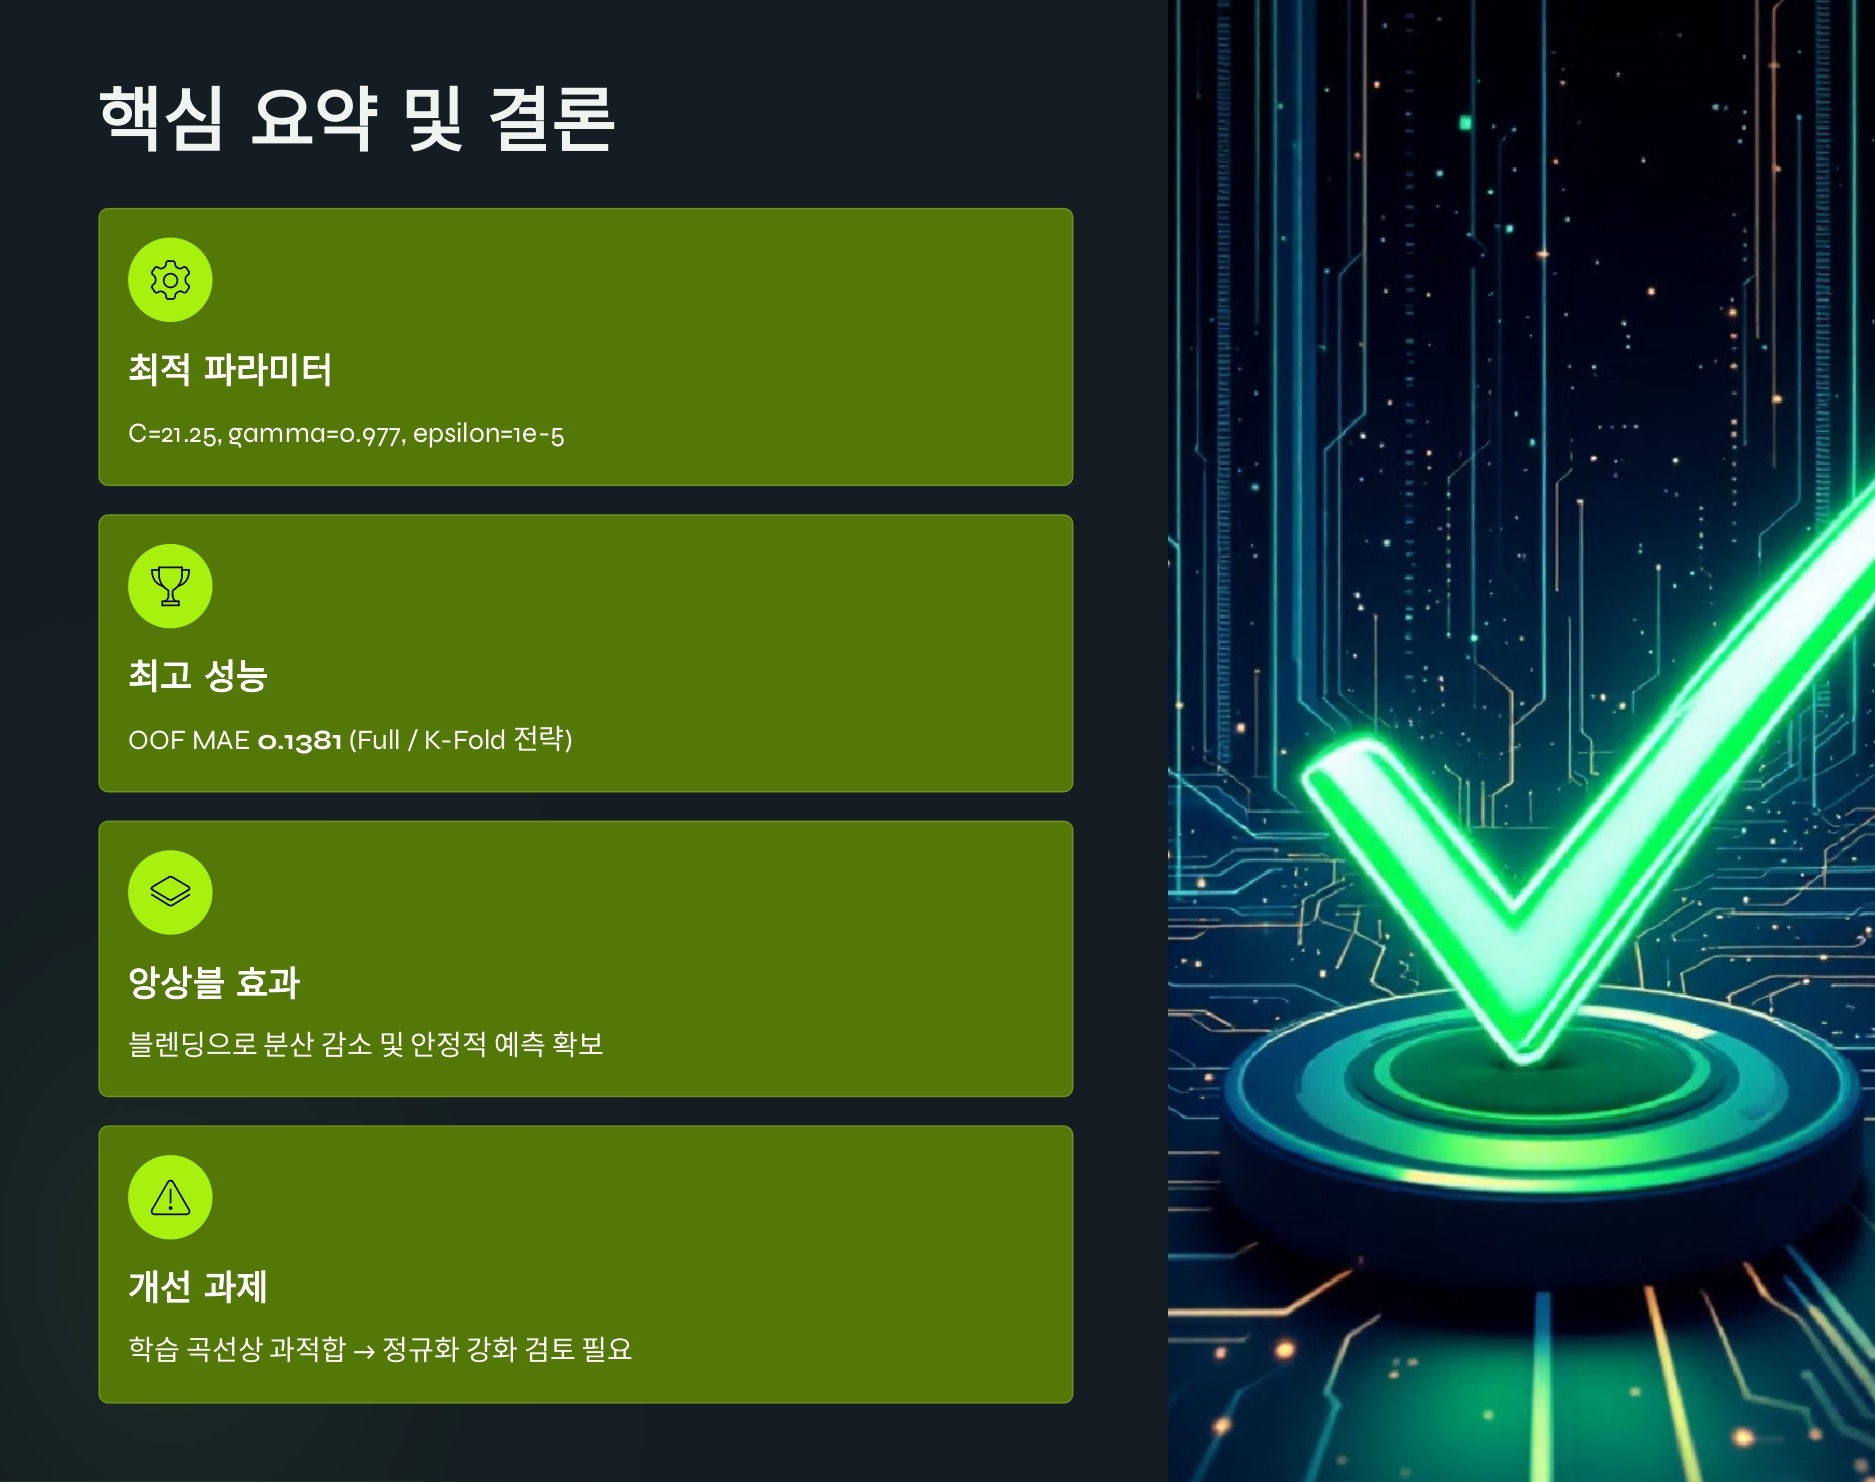 핵심 요약 및 결론
최적 파라미터
C=21.25, gamma=0.977, epsilon=1e-5
최고 성능
OOF MAE 0.1381 (Full / K-Fold 전략)
앙상블 효과
블렌딩으로 분산 감소 및 안정적 예측 확보
개선 과제
학습 곡선상 과적합 → 정규화 강화 검토 필요